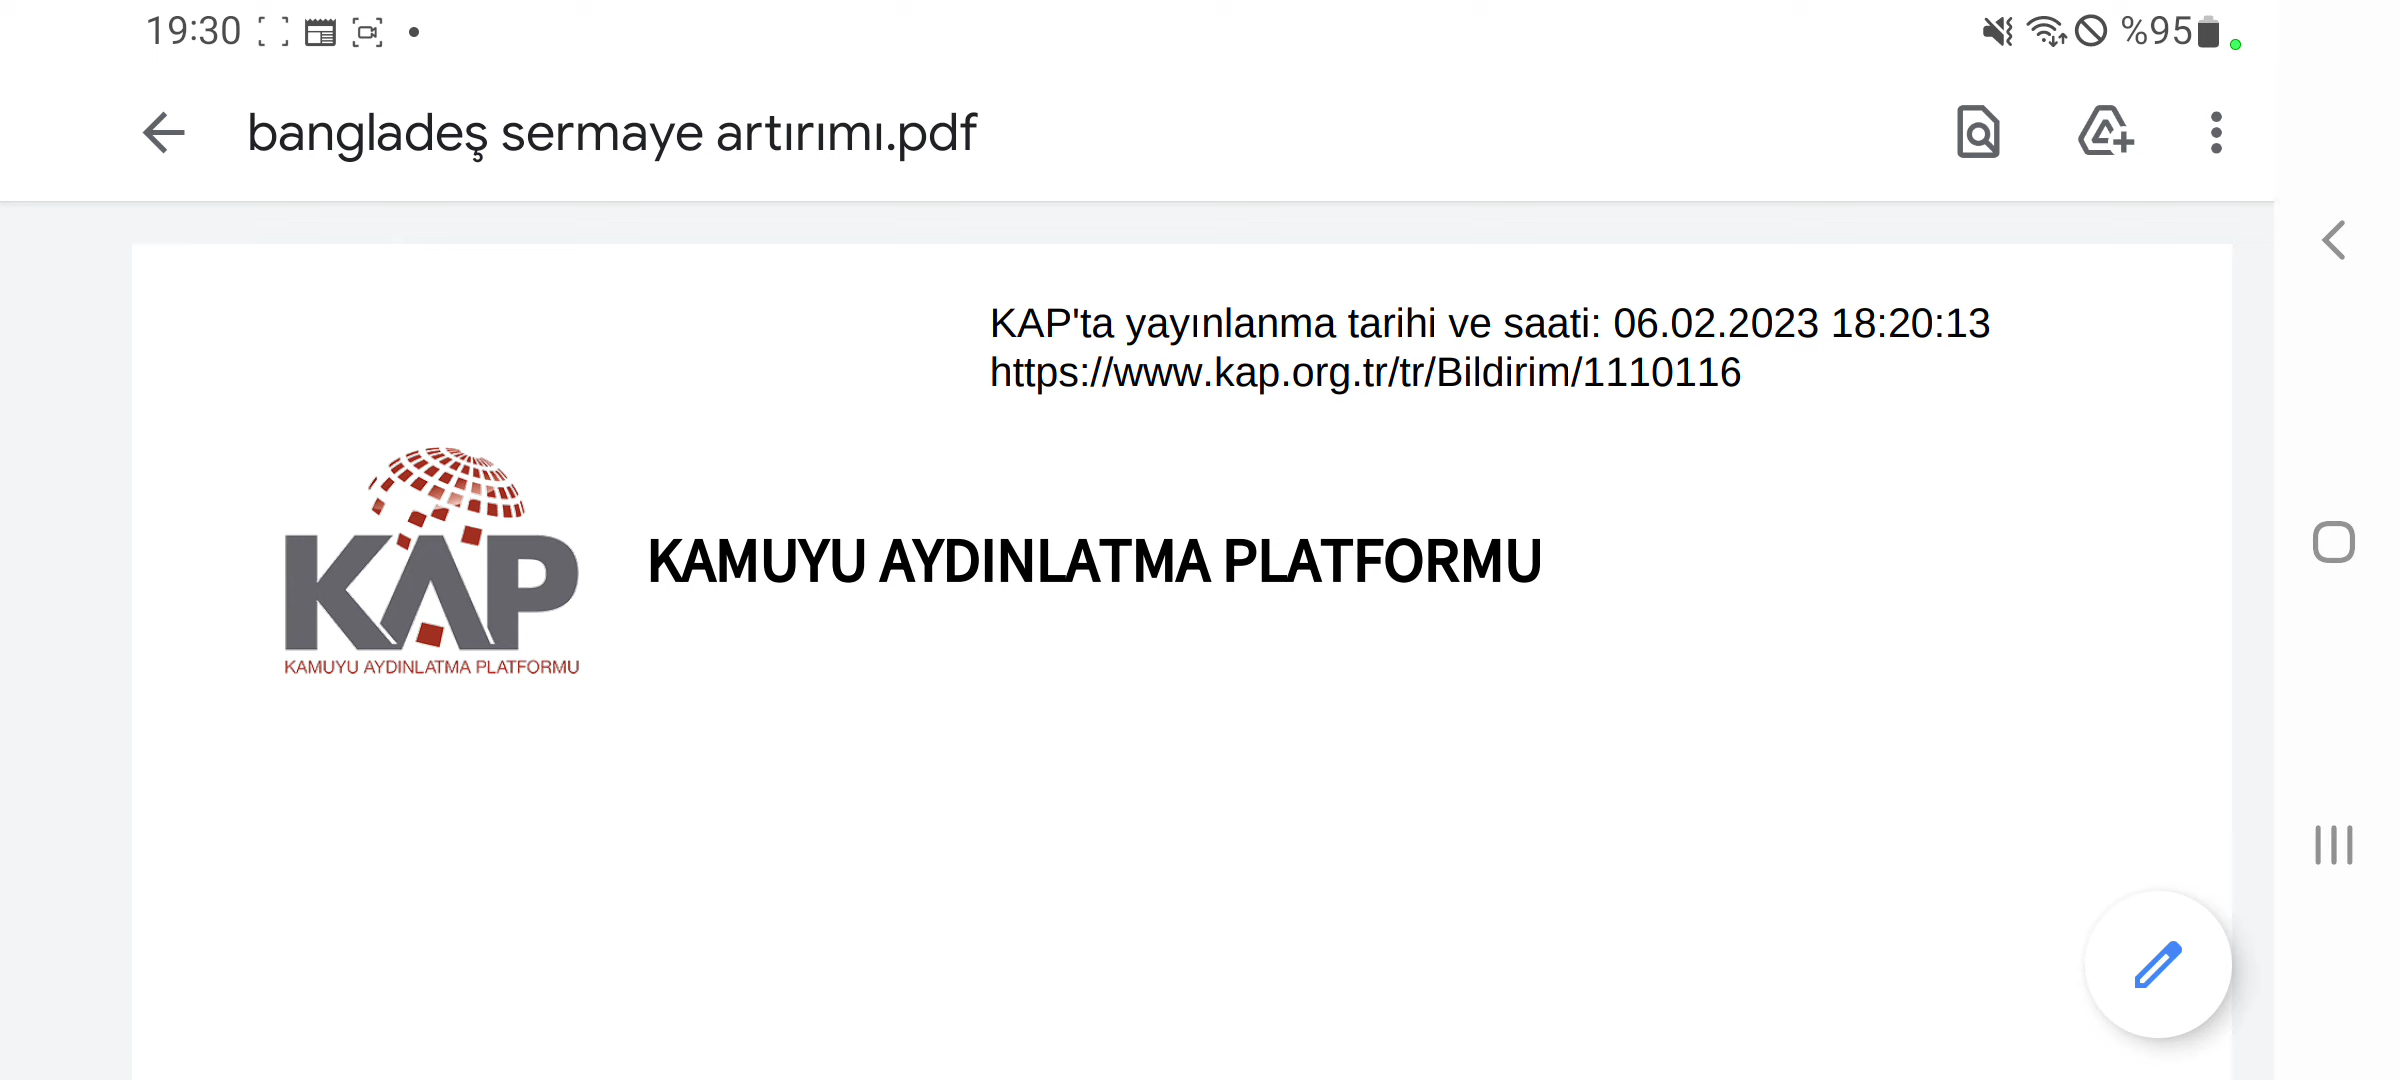 19:30
%95
bangladeş sermaye artırımı.pdf
KAP'ta yayınlanma tarihi ve saati: 06.02.2023 18:20:13
https://www.kap.org.tr/tr/Bildirim/1110116
KAP
KAMUYU AYDINLATMA PLATFORMU
KAMUYU AYDINLATMA PLATFORMU